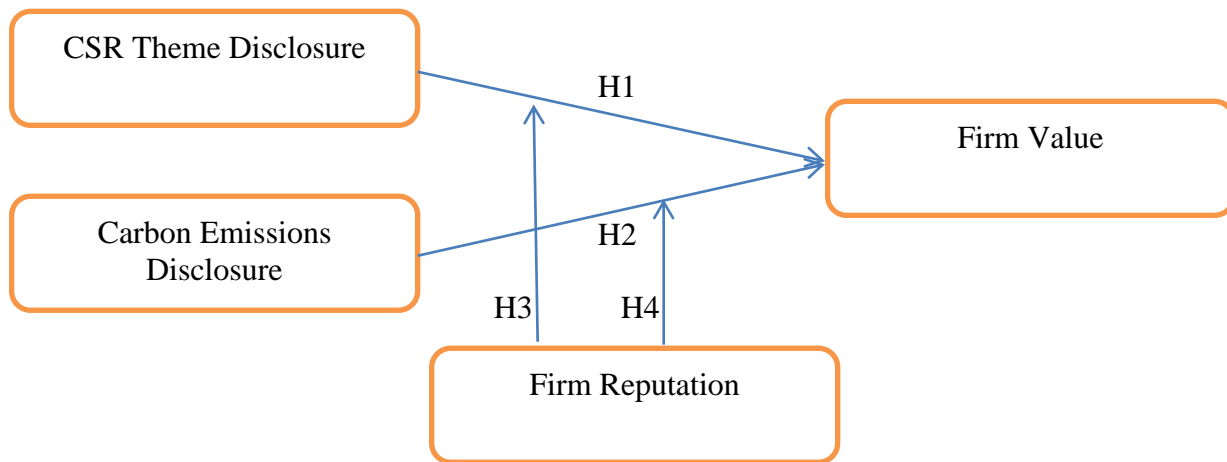 CSR Theme Disclosure
H1
Firm Value
Carbon Emissions
Disclosure
H2
H3
H4
Firm Reputation